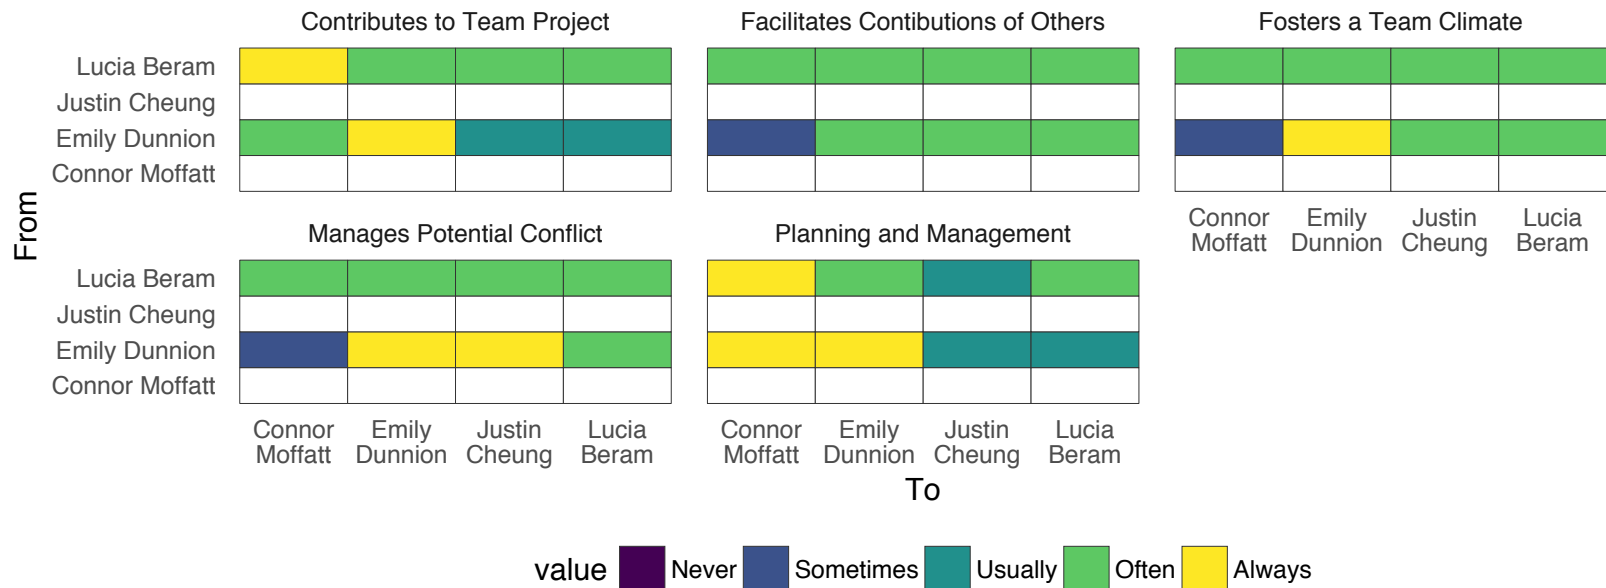 Contributes to Team Project
Facilitates Contibutions of Others
Fosters a Team Climate
Lucia Beram
Justin Cheung
Emily Dunnion
Connor Moffatt
Connor Moffatt
Emily Dunnion
Justin Cheung
Lucia Beram
From
Manages Potential Conflict
Planning and Management
Lucia Beram
Justin Cheung
Emily Dunnion
Connor Moffatt
Connor Moffatt
Emily Dunnion
Justin Cheung
Lucia Beram
Connor Moffatt
Emily Dunnion
Justin Cheung
Lucia Beram
To
value Never Sometimes Usually Often Always